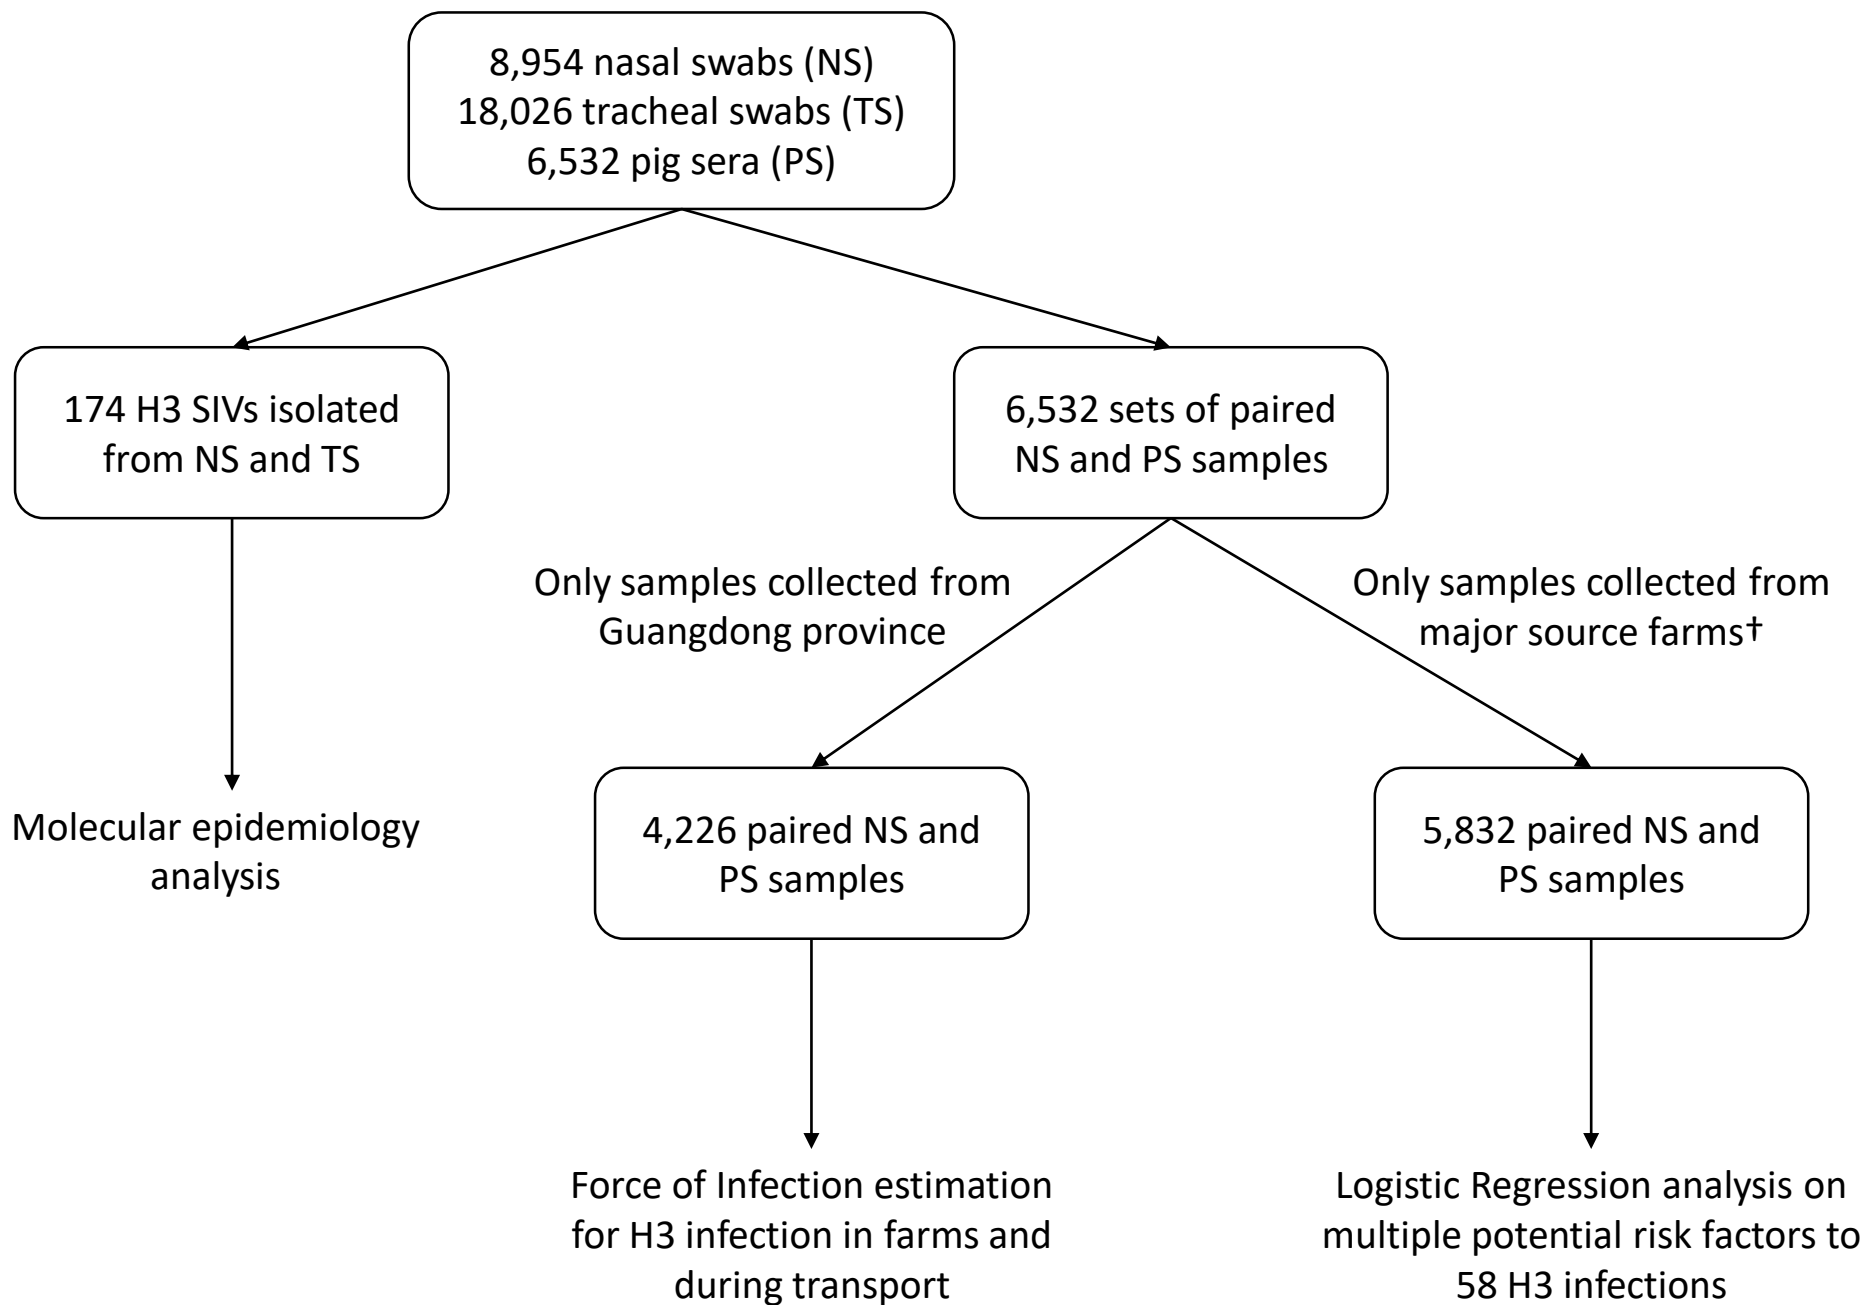 8,954 nasal swabs (NS)
18,026 tracheal swabs (TS)
6,532 pig sera (PS)
174 H3 SIVs isolated
from NS and TS
6,532 sets of paired
NS and PS samples
Only samples collected from
Guangdong province
Only samples collected from
major source farms†
Molecular epidemiology
analysis
4,226 paired NS and
PS samples
5,832 paired NS and
PS samples
Force of Infection estimation
for H3 infection in farms and
during transport
Logistic Regression analysis on
multiple potential risk factors to
58 H3 infections